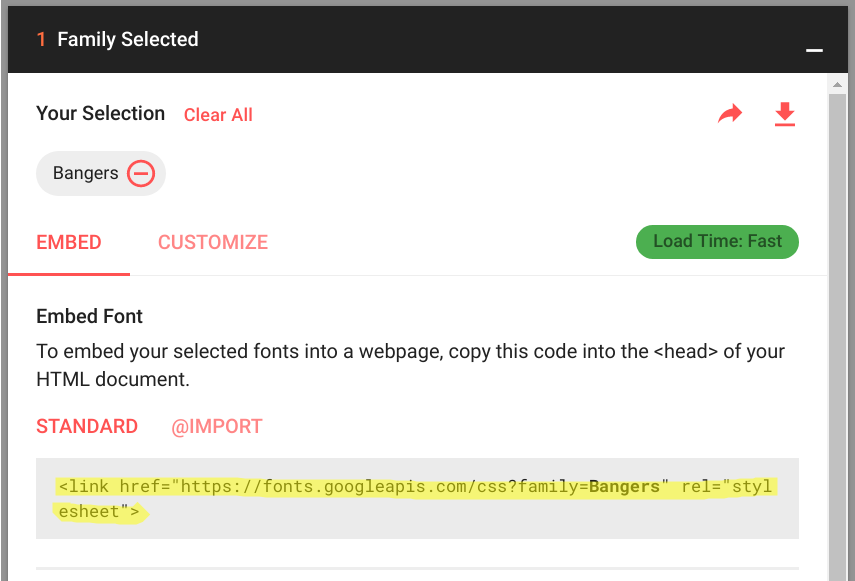 1 Family Selected
Your Selection Clear All
Bangers
EMBED CUSTOMIZE Load Time: Fast
Embed Font
To embed your selected fonts into a webpage, copy this code into the <head> of your
HTML document.
STANDARD @IMPORT
<link href="https://fonts.googleapis.com/css?family=Bangers" rel="styl
esheet">